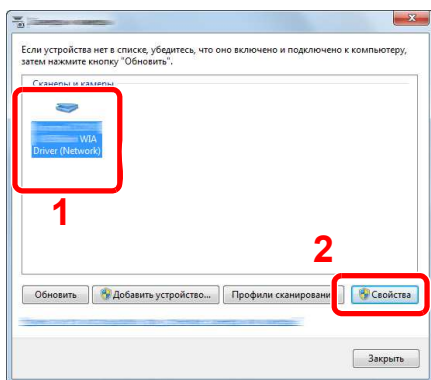 Если устройства нет в списке, убедитесь, что оно включено и подключено к компьютеру,
затем нажмите кнопку "Обновить".
Сканеры и камеры
WIA
Driver (Network)
1
2
Обновить
Добавить устройство...
Профили сканирования
Свойства
Закрыть